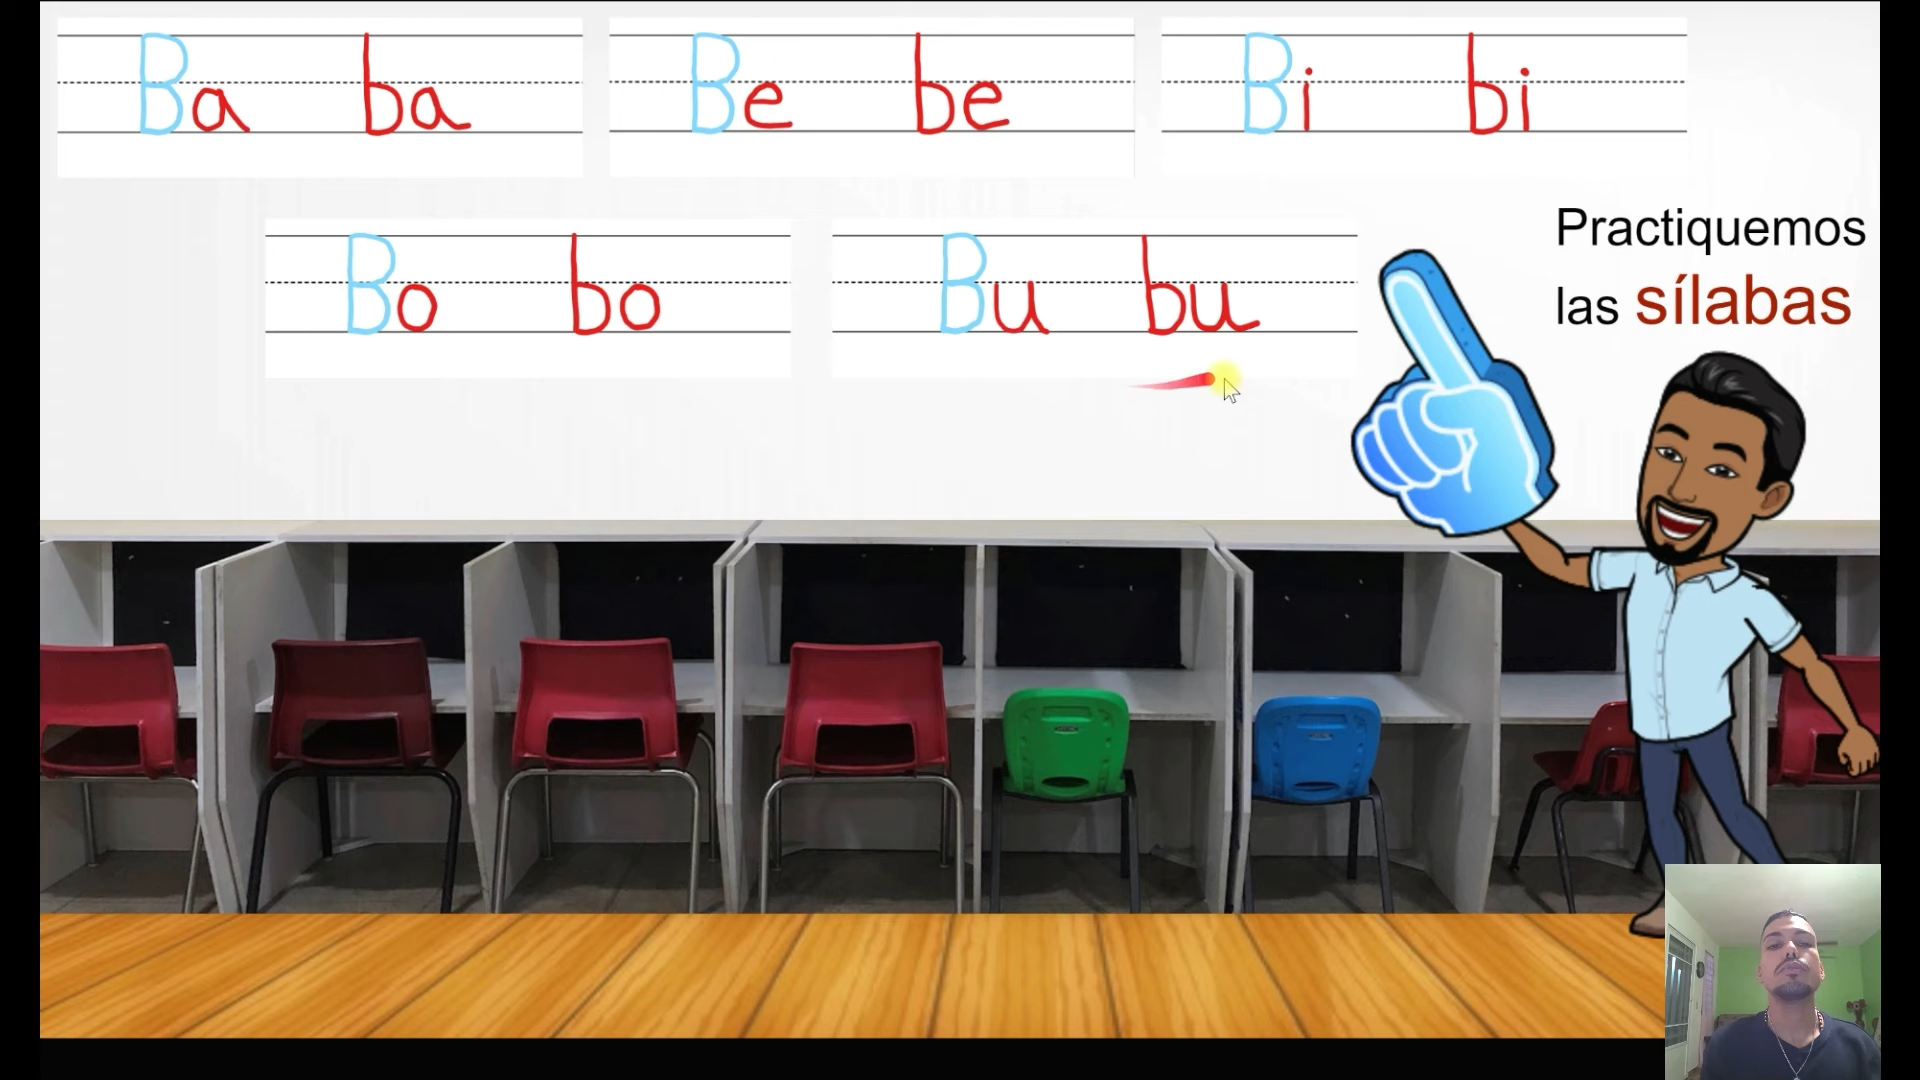 Ba ba
Be be
Bi bi
Bo bo
Bu bu
Practiquemos
las sílabas